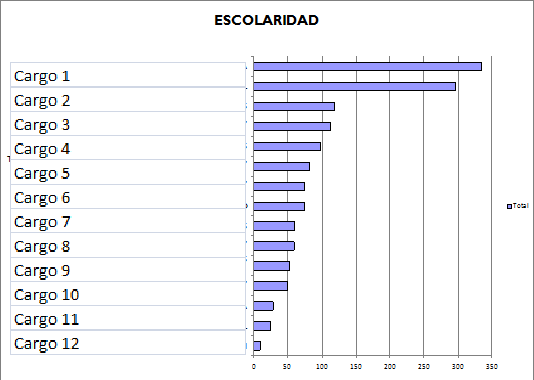 ESCOLARIDAD
Cargo 1
Cargo 2
Cargo 3
Cargo 4
Cargo 5
Cargo 6
Cargo 7
Cargo 8
Cargo 9
Cargo 10
Cargo 11
Cargo 12
Total
0 50 100 150 200 250 300 350